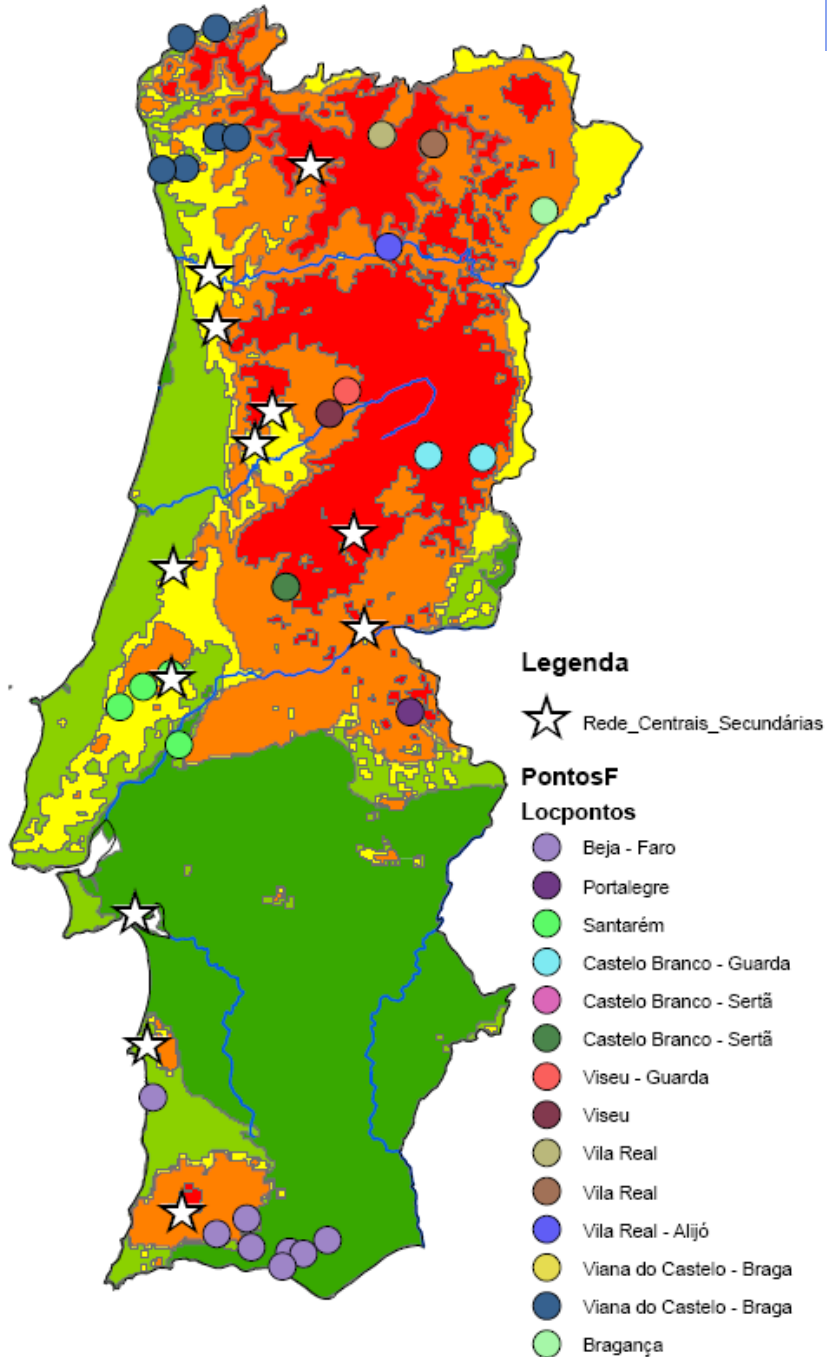 Legenda
Rede_Centrais_Secundárias
PontosF
Locpontos
Beja - Faro
Portalegre
Santarém
Castelo Branco - Guarda
Castelo Branco - Sertã
Castelo Branco - Sertã
Viseu - Guarda
Viseu
Vila Real
Vila Real
Vila Real - Alijó
Viana do Castelo - Braga
Viana do Castelo - Braga
Bragança